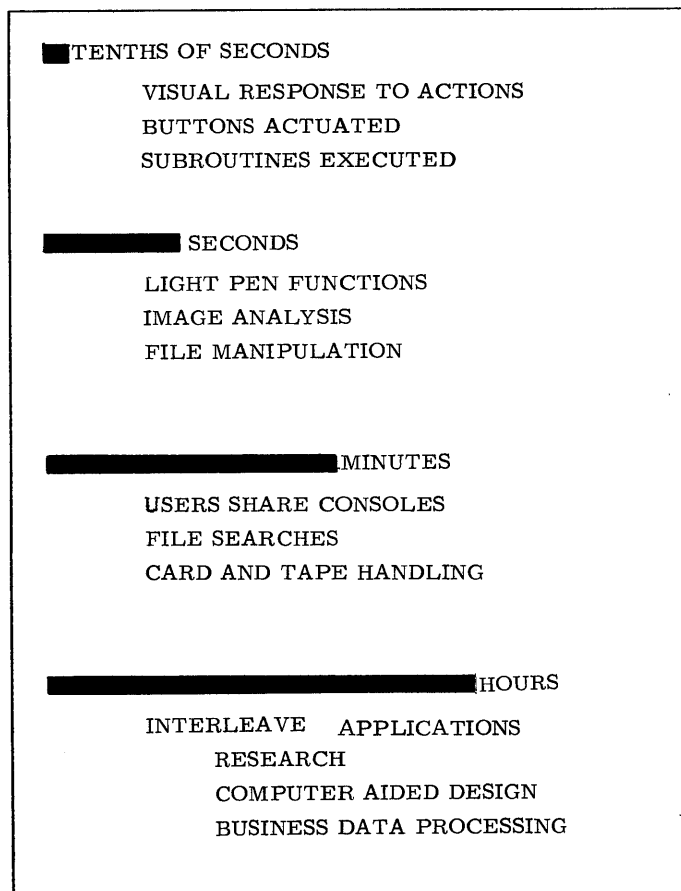 TENTHS OF SECONDS
VISUAL RESPONSE TO ACTIONS
BUTTONS ACTUATED
SUBROUTINES EXECUTED
SECONDS
LIGHT PEN FUNCTIONS
IMAGE ANALYSIS
FILE MANIPULATION
MINUTES
USERS SHARE CONSOLES
FILE SEARCHES
CARD AND TAPE HANDLING
HOURS
INTERLEAVE APPLICATIONS
RESEARCH
COMPUTER AIDED DESIGN
BUSINESS DATA PROCESSING